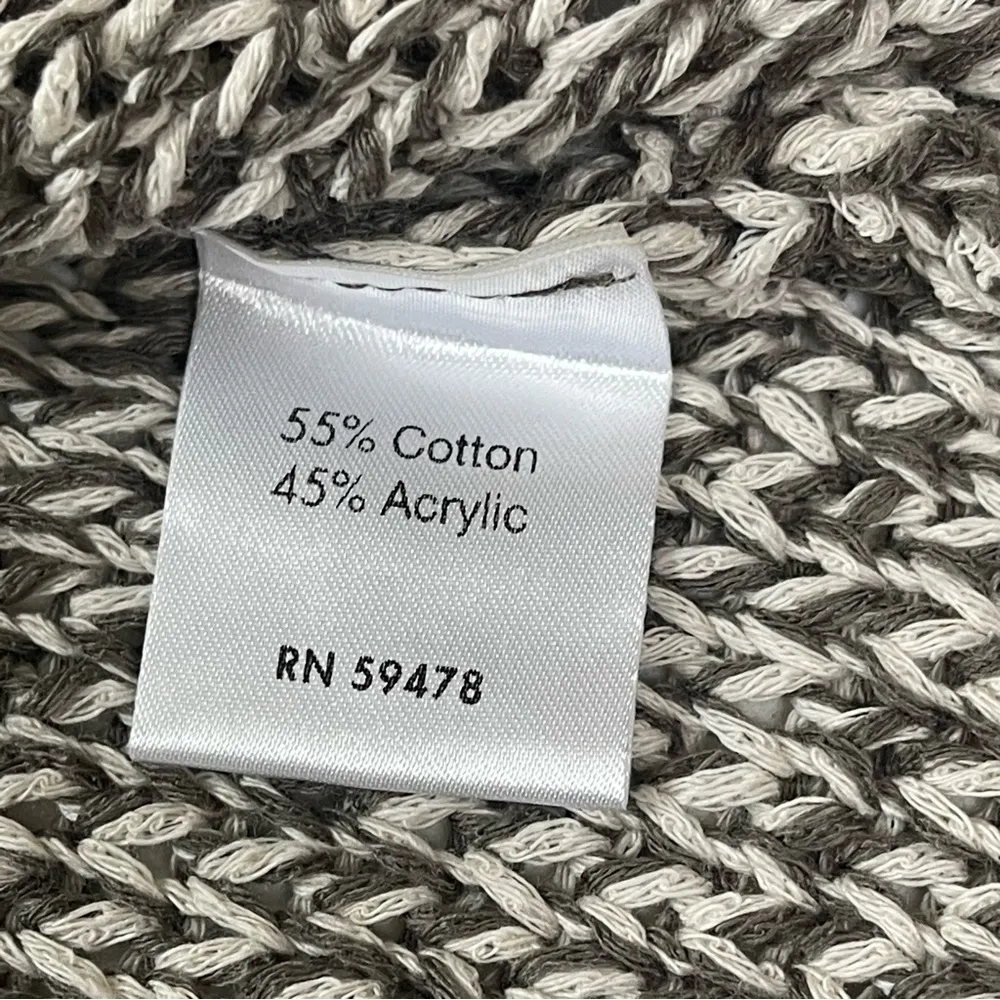 55% Cotton
45% Acrylic
RN 59478